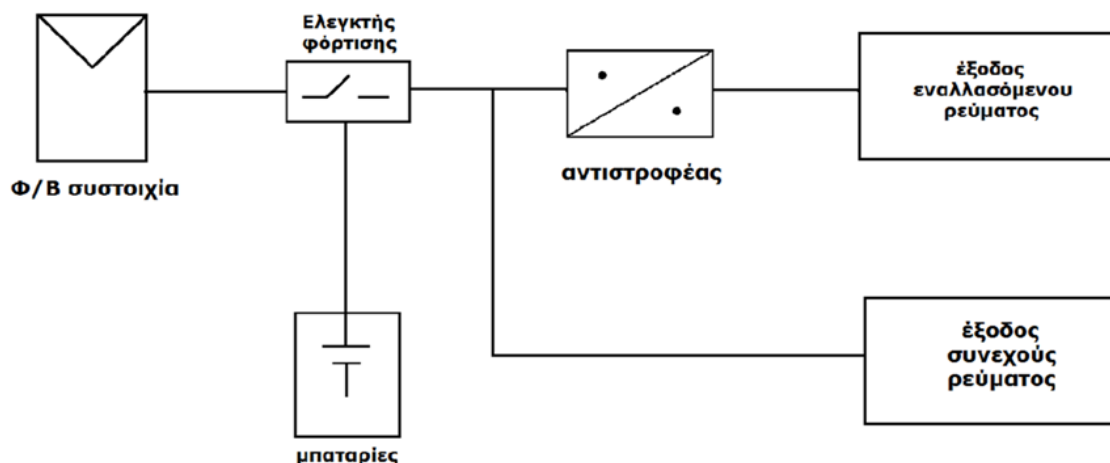 Ελεγκτής
φόρτισης
Φ/Β συστοιχία
αντιστροφέας
έξοδος
εναλλασόμενου
ρεύματος
έξοδος
συνεχούς
ρεύματος
μπαταρίες